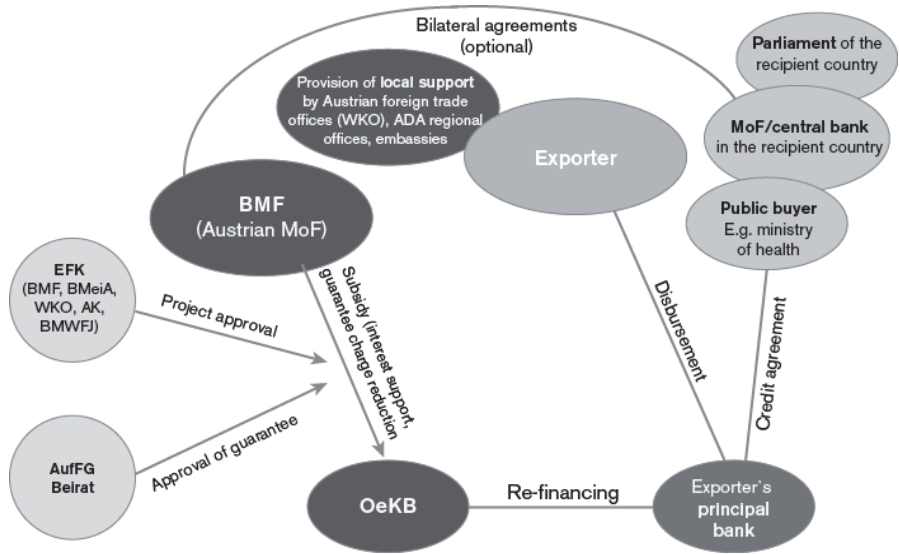 Bilateral agreements
(optional)
Parliament of the
recipient country
Provision of local support
by Austrian foreign trade
offices (WKO), ADA regional
offices, embassies
MoF/central bank
in the recipient country
Exporter
BMF
(Austrian MoF)
Public buyer
E.g. ministry
of health
EFK
(BMF, BMeiA,
WKO, AK,
BMWFJ)
Project approval
Subsidy (interest support,
guarantee charge reduction
Disbursement
Credit agreement
Approval of guarantee
AufFG
Beirat
OeKB
Re-financing
Exporter`s
principal
bank